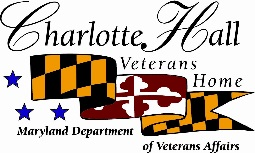 Charlotte Hall
Veterans
Home
Maryland Department
of Veterans Affairs